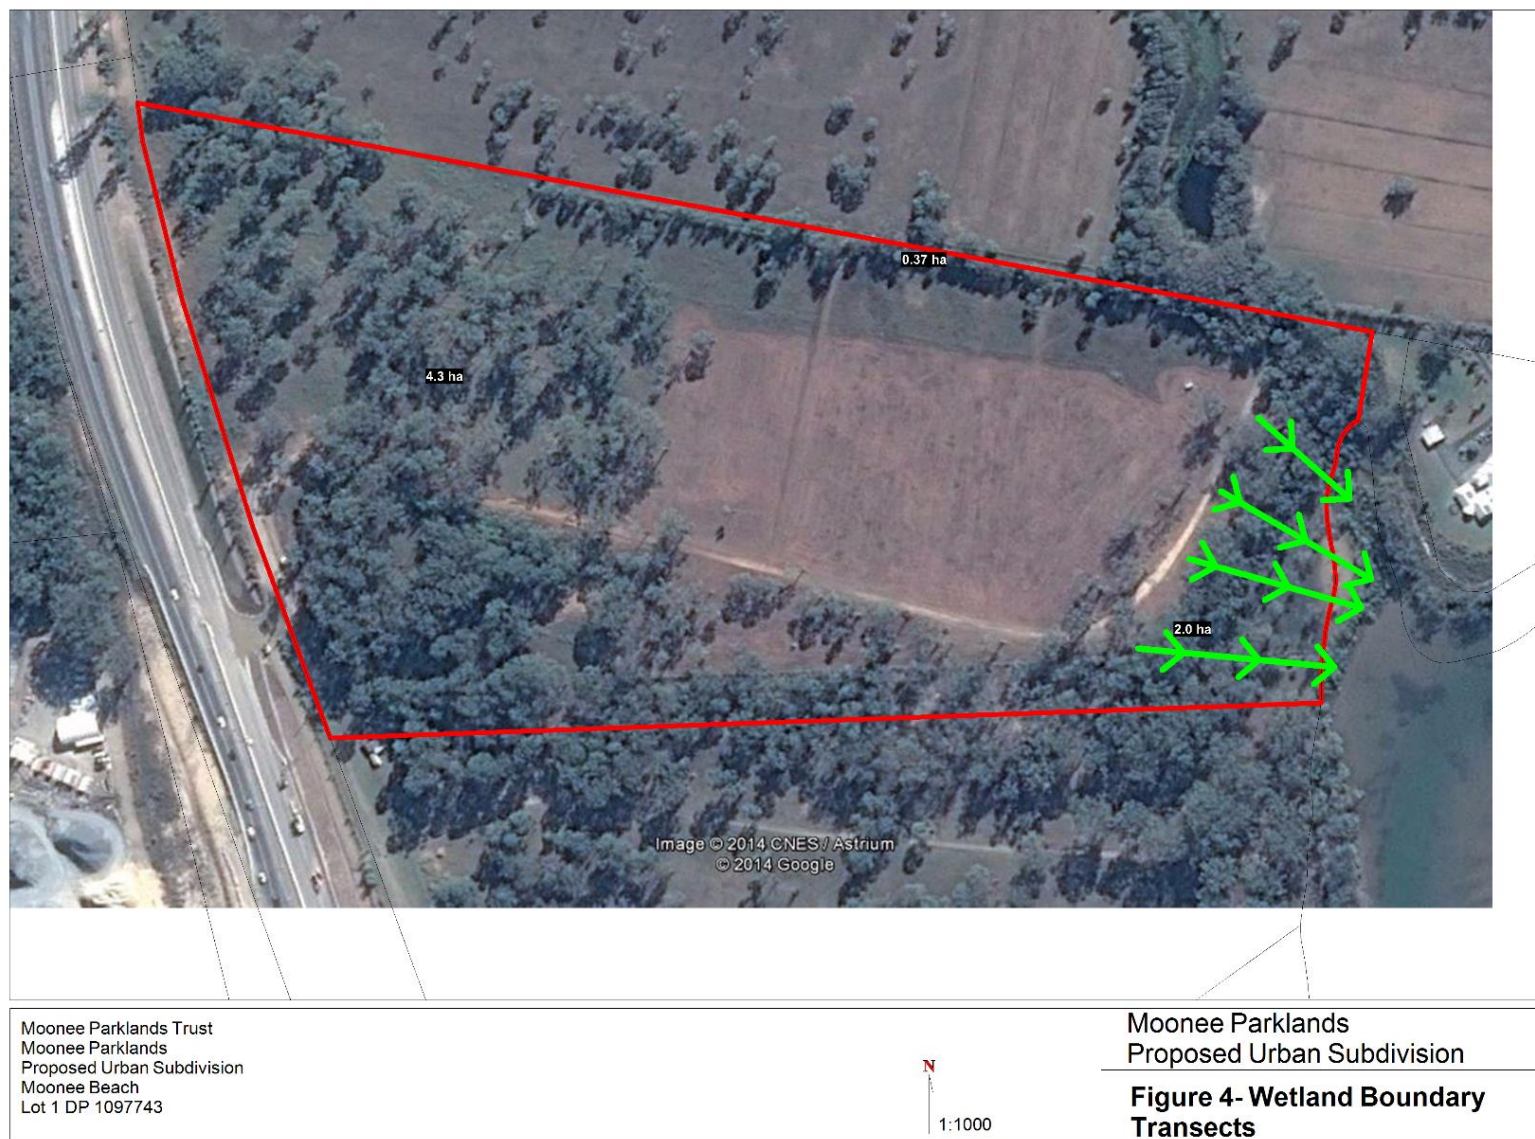 0.37 ha
4.3 ha
2.0 ha
Image © 2014 CNES / Astrium
© 2014 Google
Moonee Parklands Trust
Moonee Parklands
Proposed Urban Subdivision
Moonee Beach
Lot 1 DP 1097743
N
1:1000
Moonee Parklands
Proposed Urban Subdivision
Figure 4- Wetland Boundary
Transects